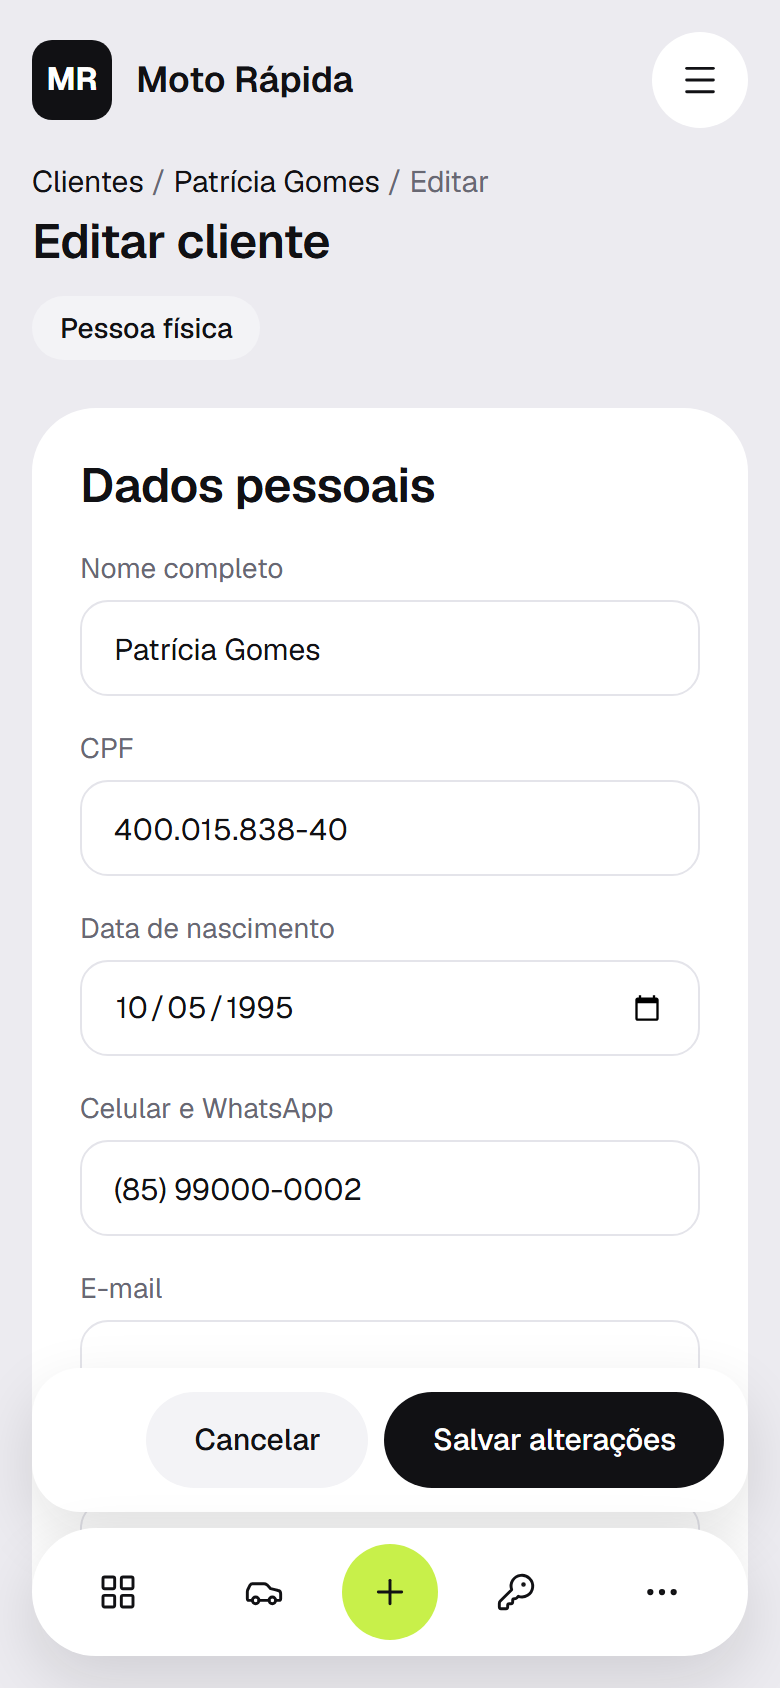 MR Moto Rápida
Clientes / Patrícia Gomes / Editar
Editar cliente
Pessoa física
Dados pessoais
Nome completo
Patrícia Gomes
CPF
400.015.838-40
Data de nascimento
10/05/1995
Celular e WhatsApp
(85) 99000-0002
E-mail
Cancelar Salvar alterações